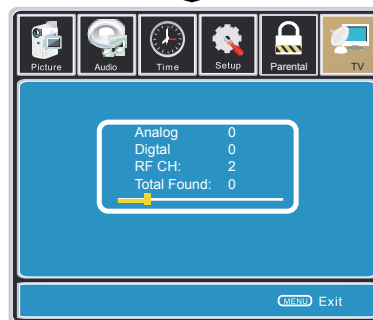 Picture Audio Time Setup Parental TV
Analog 0
Digtal 0
RF CH: 2
Total Found: 0
MENU Exit